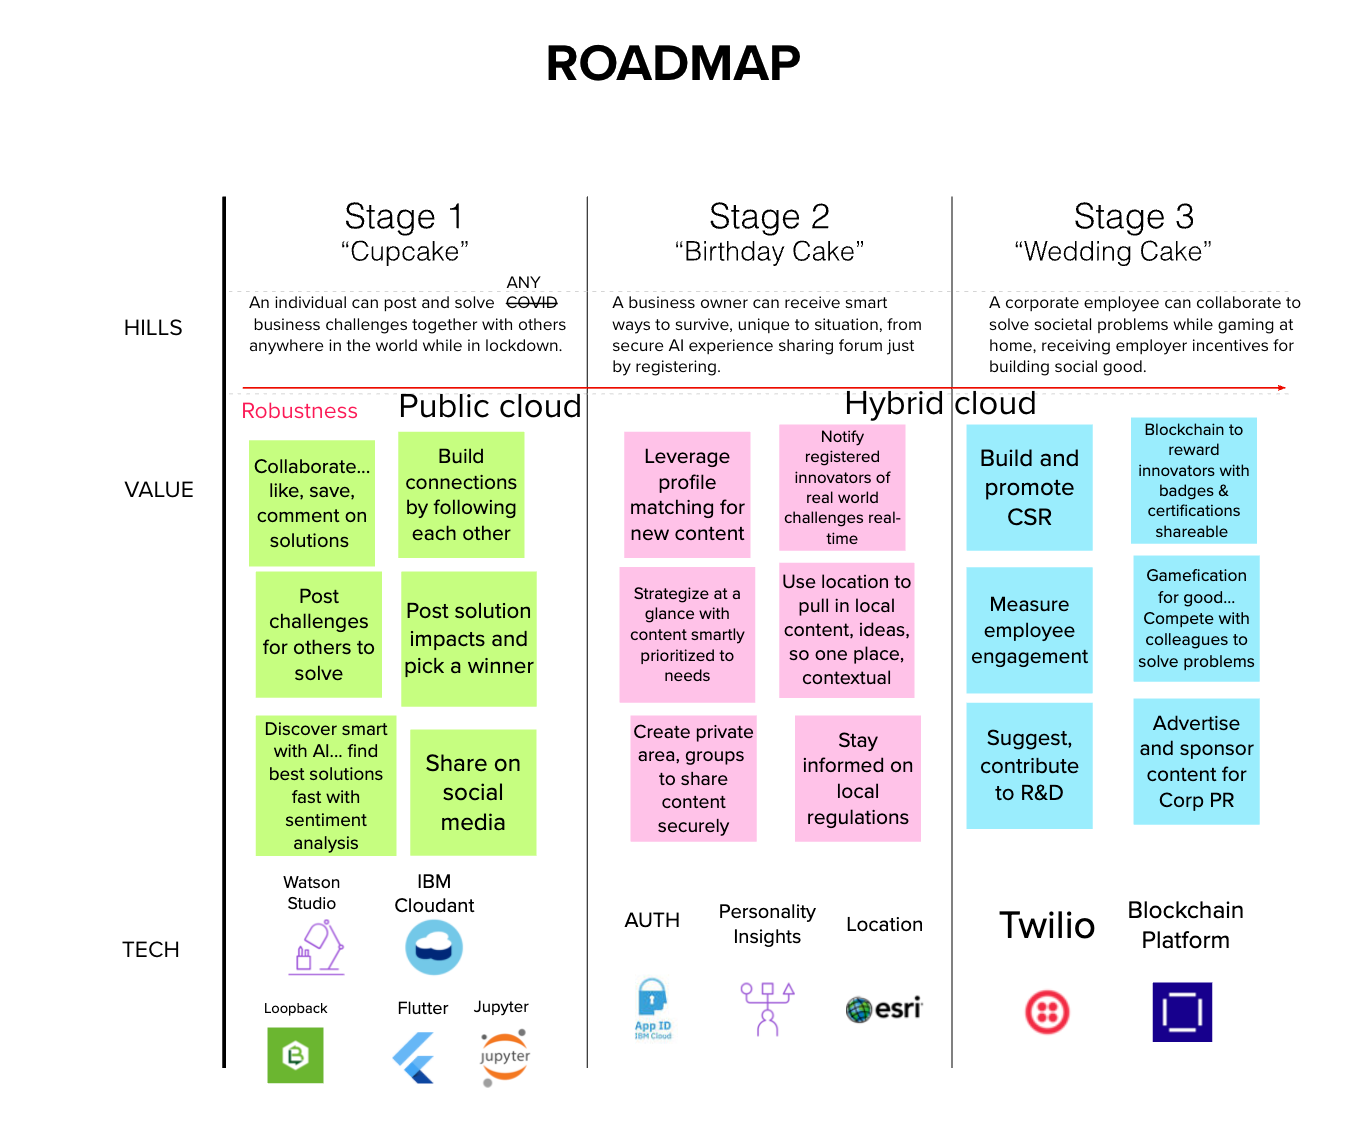 ROADMAP
Stage 1
“Cupcake”
Stage 2
“Birthday Cake”
Stage 3
“Wedding Cake”
HILLS
ANY
An individual can post and solve COVID
business challenges together with others
anywhere in the world while in lockdown.
A business owner can receive smart
ways to survive, unique to situation, from
secure AI experience sharing forum just
by registering.
A corporate employee can collaborate to
solve societal problems while gaming at
home, receiving employer incentives for
building social good.
Robustness
Public cloud
Hybrid cloud
VALUE
Collaborate...
like, save,
comment on
solutions
Build
connections
by following
each other
Post
challenges
for others to
solve
Post solution
impacts and
pick a winner
Discover smart
with AI... find
best solutions
fast with
sentiment
analysis
Share on
social
media
Leverage
profile
matching for
new content
Notify
registered
innovators of
real world
challenges real-
time
Strategize at a
glance with
content smartly
prioritized to
needs
Use location to
pull in local
content, ideas,
so one place,
contextual
Create private
area, groups
to share
content
securely
Stay
informed on
local
regulations
Build and
promote
CSR
Blockchain to
reward
innovators with
badges &
certifications
shareable
Measure
employee
engagement
Gamefication
for good...
Compete with
colleagues to
solve problems
Suggest,
contribute
to R&D
Advertise
and sponsor
content for
Corp PR
TECH
Watson
Studio
IBM
Cloudant
Loopback
Flutter
Jupyter
jupyter
AUTH
App ID
IBM Cloud
Personality
Insights
Location
esri
Twilio
Blockchain
Platform